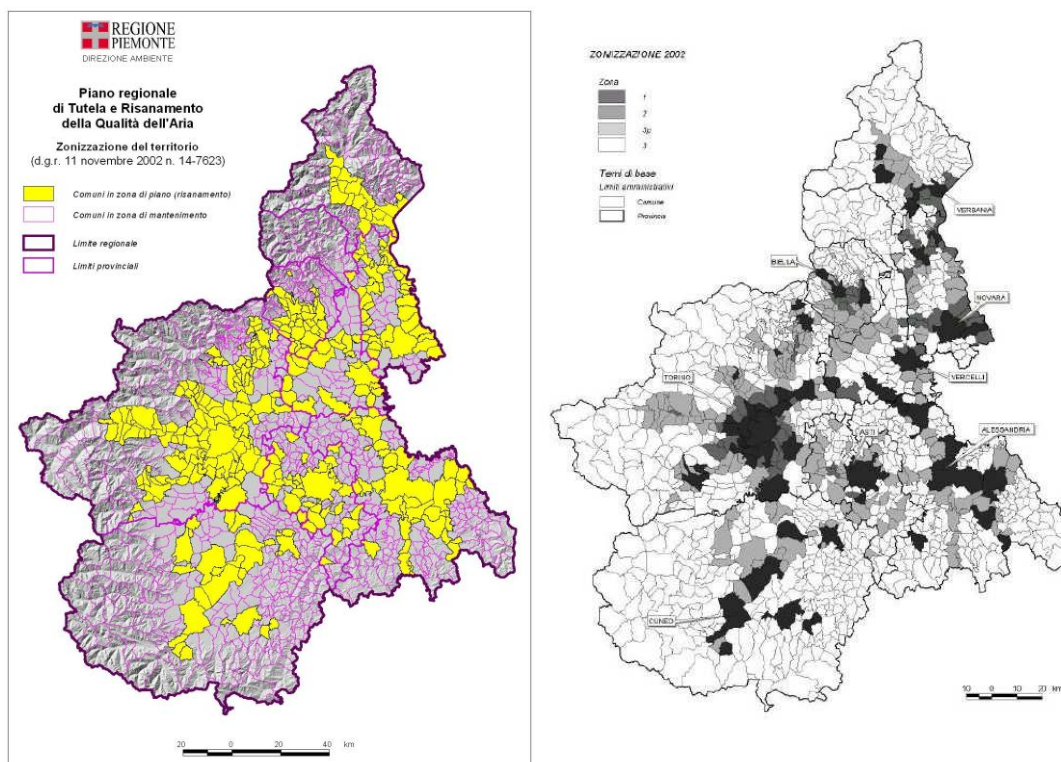 REGIONE
PIEMONTE
DIREZIONE AMBIENTE
Piano regionale
di Tutela e Risanamento
della Qualità dell'Aria
Zonizzazione del territorio
(d.g.r. 11 novembre 2002 n. 14-7623)
Comuni in zona di piano (risanamento)
Comuni in zona di mantenimento
Limite regionale
Limiti provinciali
20 0 20 40 km
ZONIZZAZIONE 2002
Zona
1
2
3p
3
Temi di base
Limiti amministrativi
Comune
Provincia
VERBANIA
BIELLA
NOVARA
VERCELLI
TORINO
ASTI
ALESSANDRIA
CUNEO
10 0 10 20 km